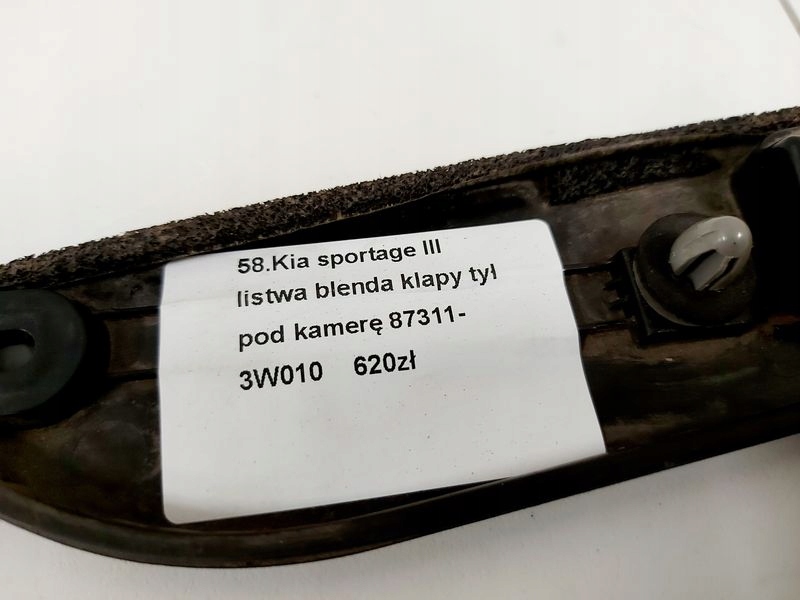 58.Kia sportage III
listwa blenda klapy tył
pod kamerę 87311-
3W010 620zł